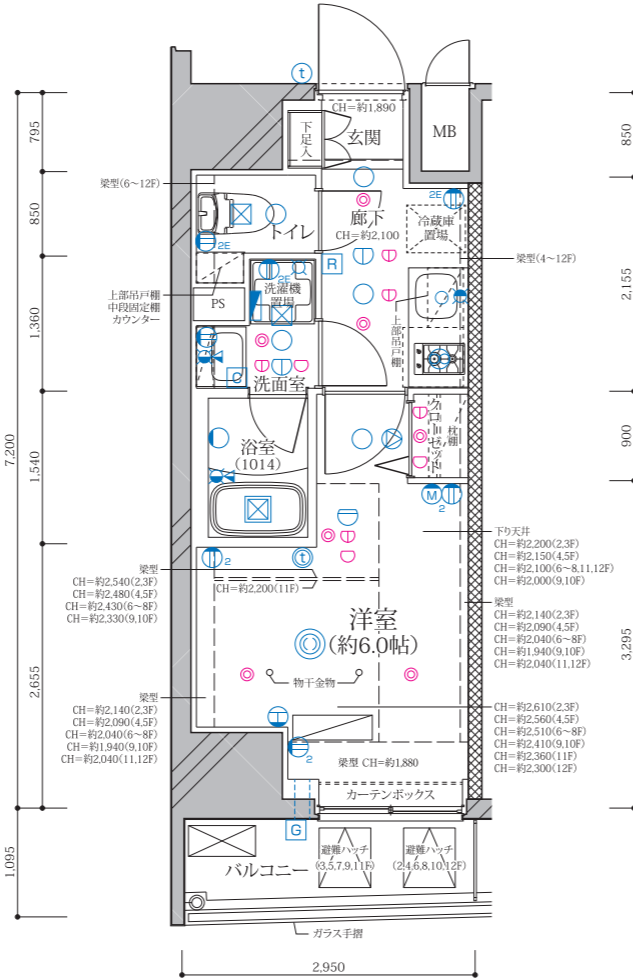 t
CH=約1,890
下足入
玄関
MB
795
850
梁型(6〜12F)
2E
トイレ
廊下
CH=約2,100
冷蔵庫
置場
850
2E
R
梁型(4〜12F)
2E
洗濯機
置場
PS
上部吊戸棚
中段固定棚
カウンター
上部吊戸棚
2,155
1,360
C
洗面室
クローゼット
枕棚
900
浴室
(1014)
7,200
1,540
M
2
下り天井
CH=約2,200(2,3F)
CH=約2,150(4,5F)
CH=約2,100(6〜8,11,12F)
CH=約2,000(9,10F)
2
t
梁型
CH=約2,540(2,3F)
CH=約2,480(4,5F)
CH=約2,430(6〜8F)
CH=約2,330(9,10F)
CH=約2,200(11F)
洋室
(約6.0帖)
梁型
CH=約2,140(2,3F)
CH=約2,090(4,5F)
CH=約2,040(6〜8F)
CH=約1,940(9,10F)
CH=約2,040(11,12F)
3,295
2,655
物干金物
梁型
CH=約2,140(2,3F)
CH=約2,090(4,5F)
CH=約2,040(6〜8F)
CH=約1,940(9,10F)
CH=約2,040(11,12F)
CH=約2,610(2,3F)
CH=約2,560(4,5F)
CH=約2,510(6〜8F)
CH=約2,410(9,10F)
CH=約2,360(11F)
CH=約2,300(12F)
2
梁型 CH=約1,880
カーテンボックス
G
1,095
バルコニー
避難ハッチ
(3,5,7,9,11F)
避難ハッチ
(2,4,6,8,10,12F)
ガラス手摺
2,950